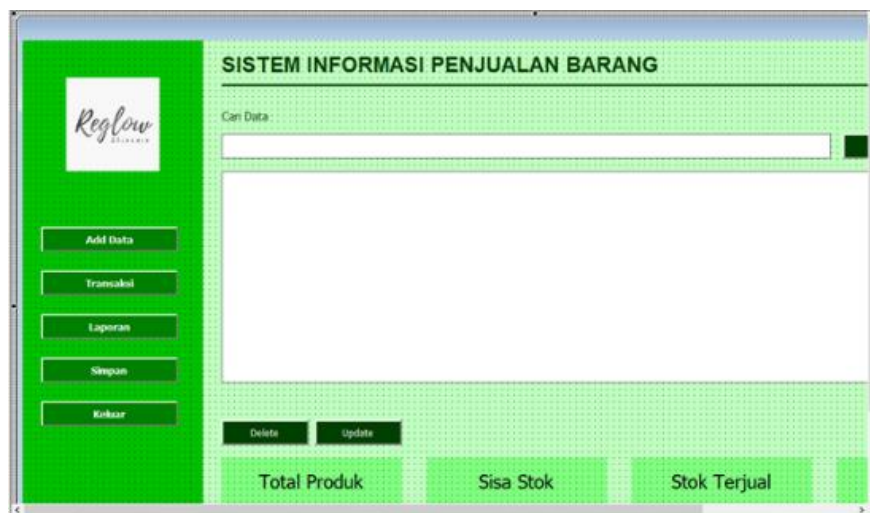 SISTEM INFORMASI PENJUALAN BARANG
Reglow
Cari Data
Add Data
Transaksi
Laporan
Simpan
Keluar
Delete
Update
Total Produk
Sisa Stok
Stok Terjual